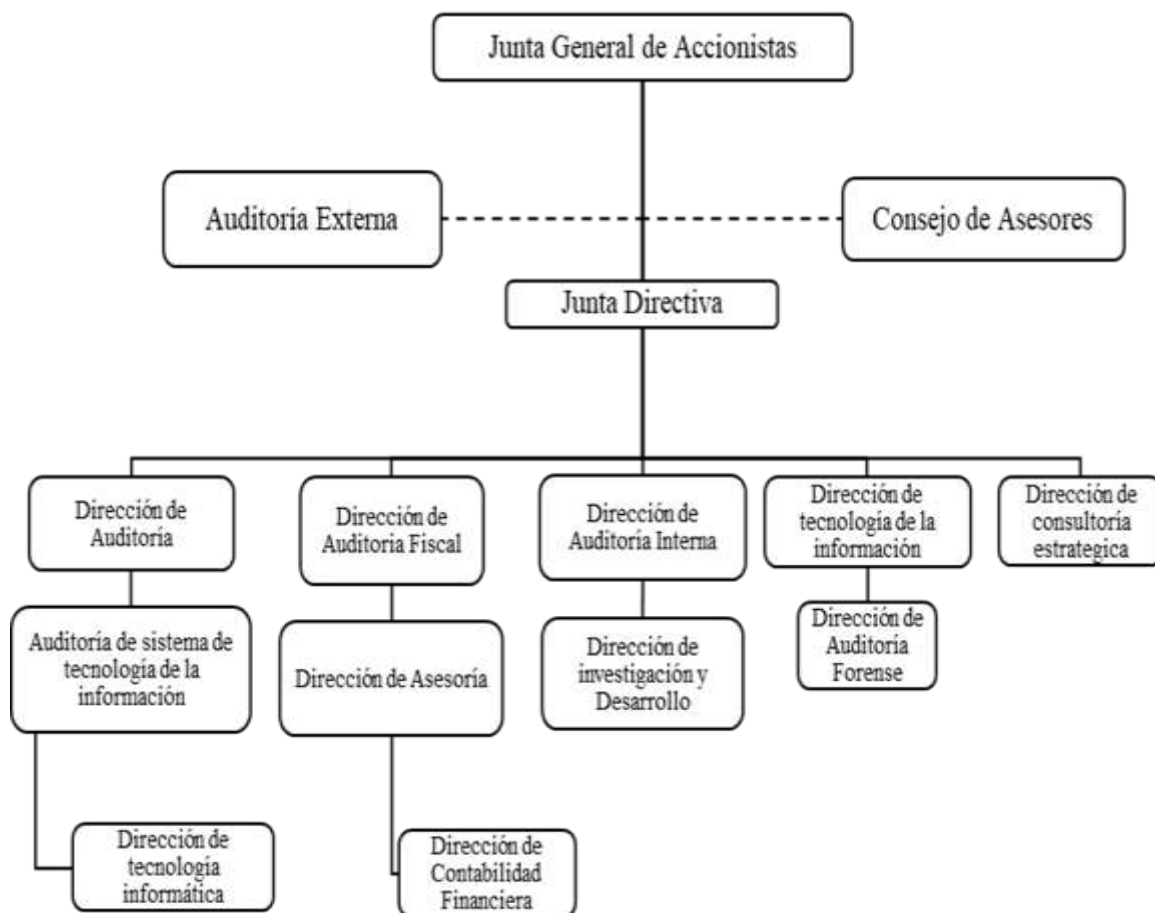 Junta General de Accionistas
Auditoría Externa
Consejo de Asesores
Junta Directiva
Dirección de
Auditoría
Dirección de
Auditoria Fiscal
Dirección de
Auditoría Interna
Dirección de
tecnología de la
información
Dirección de
consultoría
estrategica
Auditoría de sistema de
tecnología de la
información
Dirección de Asesoría
Dirección de
investigación y
Desarrollo
Dirección de
Auditoría
Forense
Dirección de
tecnología
informática
Dirección de
Contabilidad
Financiera